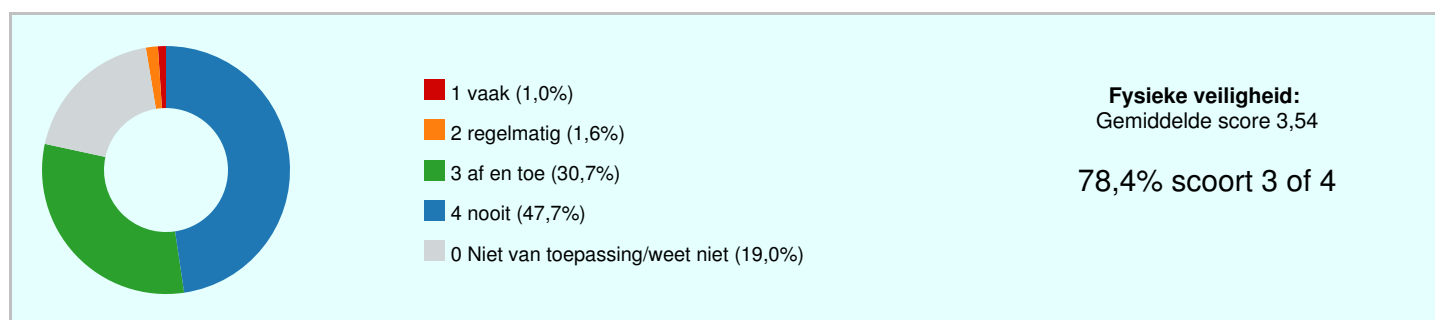 1 vaak (1,0%)
2 regelmatig (1,6%)
3 af en toe (30,7%)
4 nooit (47,7%)
0 Niet van toepassing/weet niet (19,0%)
Fysieke veiligheid:
Gemiddelde score 3,54
78,4% scoort 3 of 4